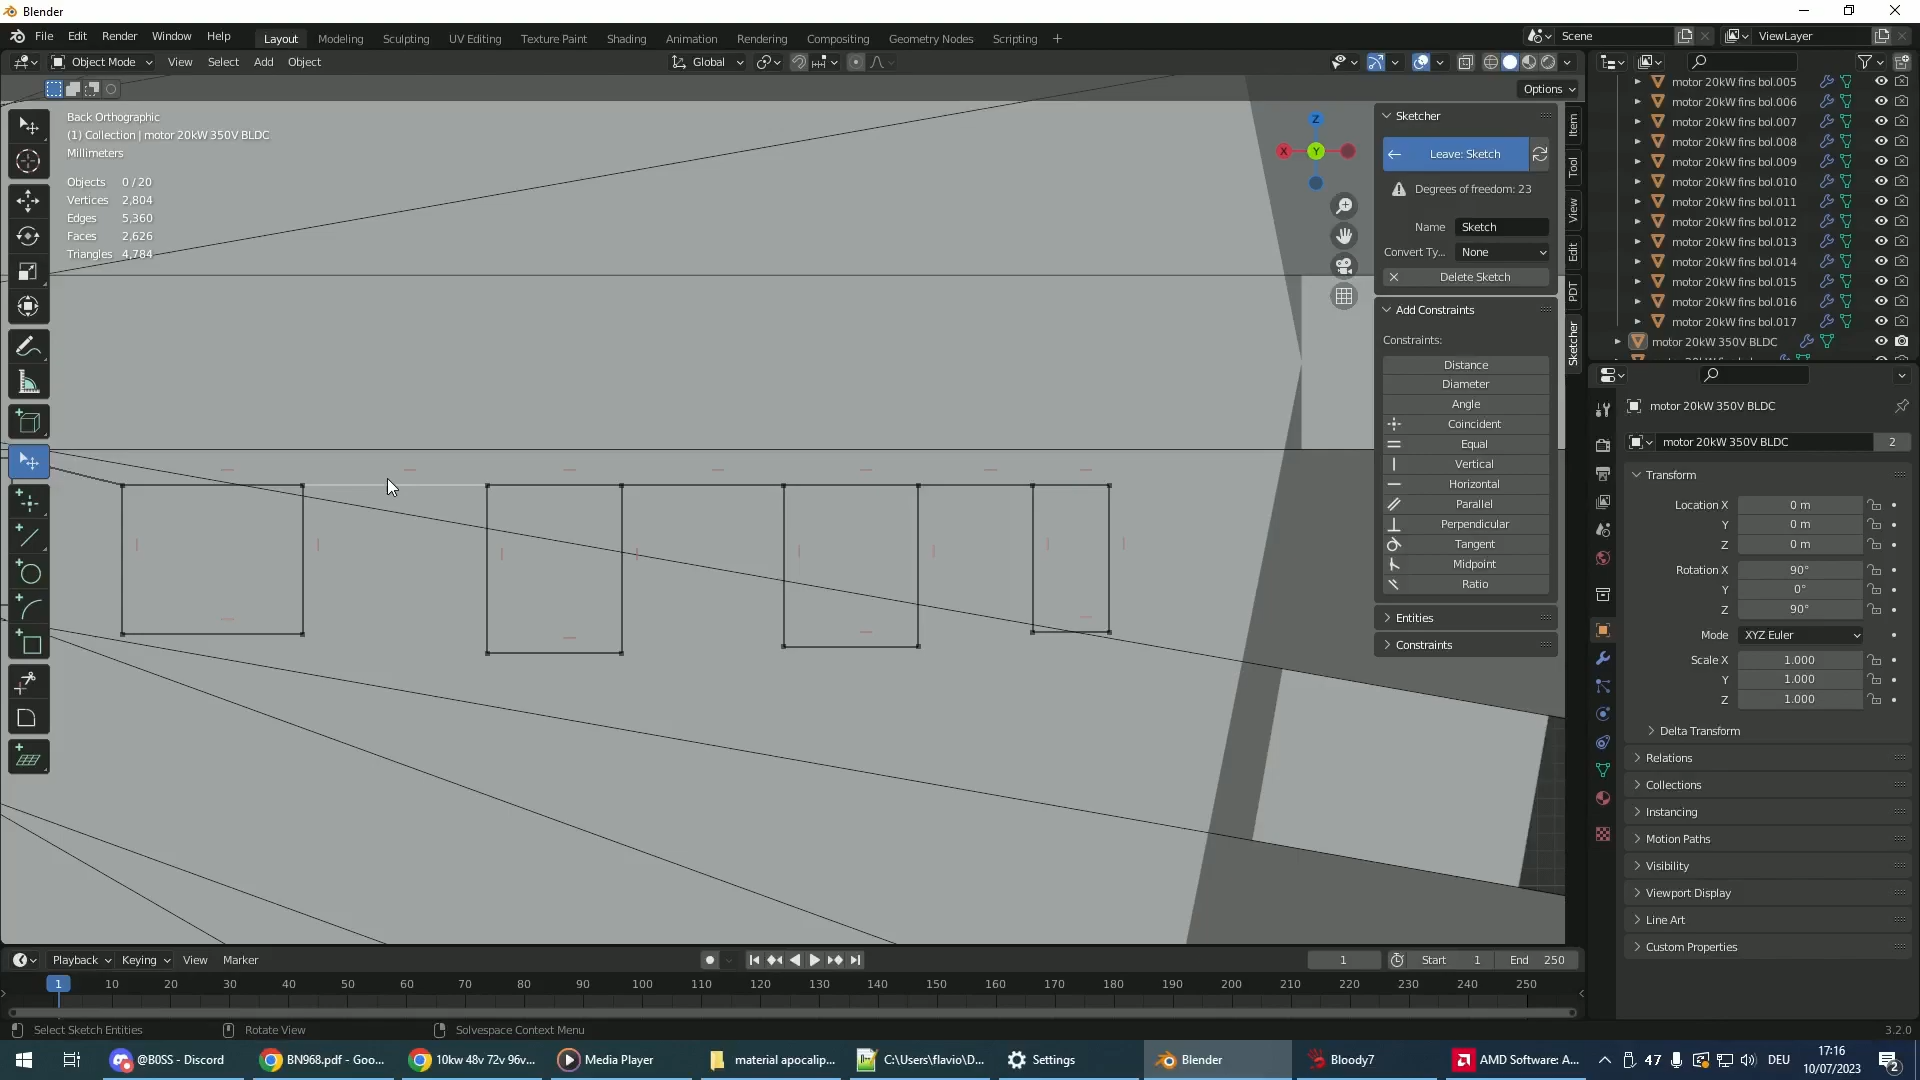 Blender
File Edit Render Window Help
Layout Modeling Sculpting UV Editing Texture Paint Shading Animation Rendering Compositing Geometry Nodes Scripting
Scene
ViewLayer
Object Mode View Select Add Object
Global
Options
Back Orthographic
(1) Collection | motor 20kW 350V BLDC
Millimeters
Objects 0 / 20
Vertices 2,804
Edges 5,360
Faces 2,626
Triangles 4,784
Z
X
Y
Sketcher
Leave: Sketch
Degrees of freedom: 23
Name Sketch
Convert Ty... None
Delete Sketch
Add Constraints
Constraints:
Distance
Diameter
Angle
Coincident
Equal
Vertical
Horizontal
Parallel
Perpendicular
Tangent
Midpoint
Ratio
Entities
Constraints
Item
Tool
View
Edit
PDT
Sketcher
motor 20kW fins bol.005
motor 20kW fins bol.006
motor 20kW fins bol.007
motor 20kW fins bol.008
motor 20kW fins bol.009
motor 20kW fins bol.010
motor 20kW fins bol.011
motor 20kW fins bol.012
motor 20kW fins bol.013
motor 20kW fins bol.014
motor 20kW fins bol.015
motor 20kW fins bol.016
motor 20kW fins bol.017
motor 20kW 350V BLDC
motor 20kW 350V BLDC
motor 20kW 350V BLDC 2
Transform
Location X 0 m
Y 0 m
Z 0 m
Rotation X 90°
Y 0°
Z 90°
Mode XYZ Euler
Scale X 1.000
Y 1.000
Z 1.000
Delta Transform
Relations
Collections
Instancing
Motion Paths
Visibility
Viewport Display
Line Art
Custom Properties
Playback Keying View Marker
1 Start 1 End 250
1 10 20 30 40 50 60 70 80 90 100 110 120 130 140 150 160 170 180 190 200 210 220 230 240 250
Select Sketch Entities Rotate View Solvespace Context Menu
3.2.0
@B0SS - Discord BN968.pdf - Goo... 10kw 48v 72v 96v... Media Player material apocalip... C:\Users\flavio\D... Settings Blender Bloody7 AMD Software: A... 47 DEU
17:16
10/07/2023
2